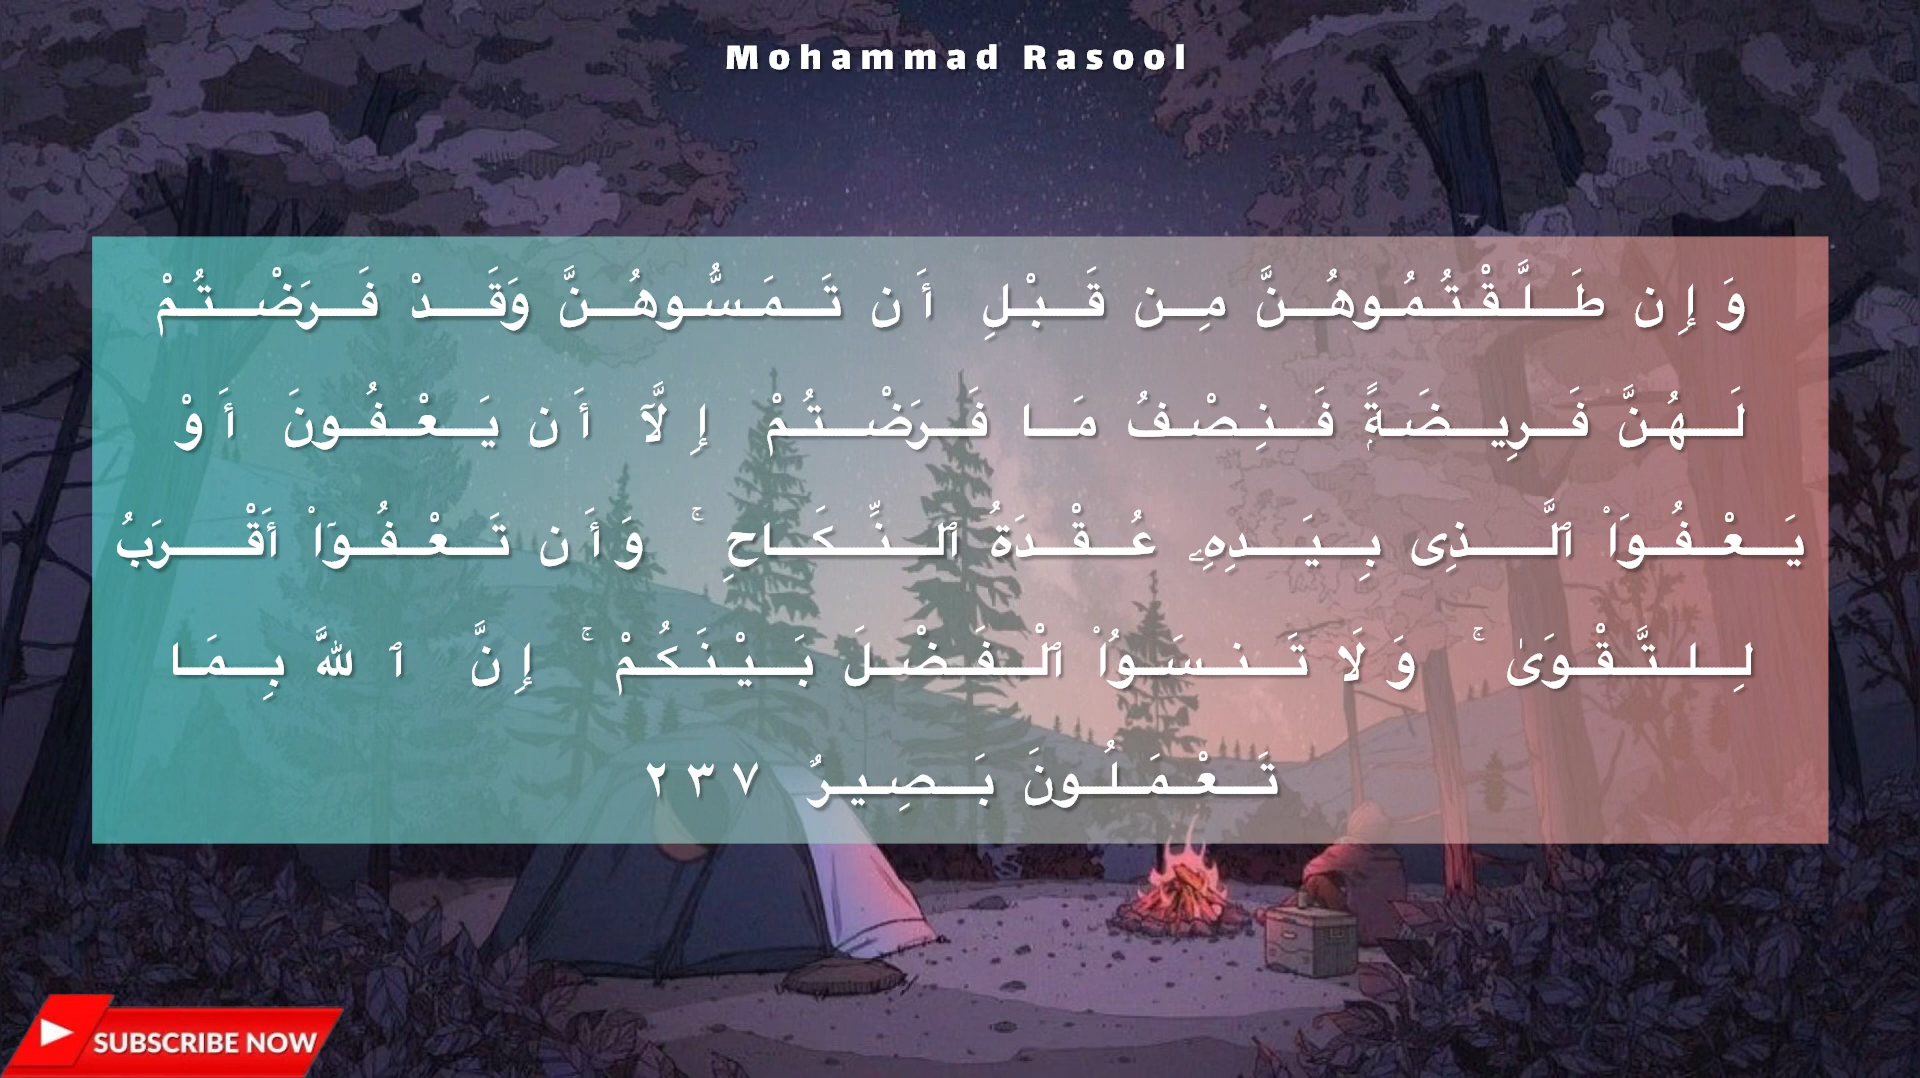 Mohammad Rasool
وَإِن طَلَّقْتُمُوهُنَّ مِن قَبْلِ أَن تَمَسُّوهُنَّ وَقَدْ فَرَضْتُمْ
لَهُنَّ فَرِيضَةًۭ فَنِصْفُ مَا فَرَضْتُمْ إِلَّآ أَن يَعْفُونَ أَوْ
يَعْفُوَا۟ ٱلَّذِى بِيَدِهِۦ عُقْدَةُ ٱلنِّكَاحِ ۚ وَأَن تَعْفُوٓا۟ أَقْرَبُ
لِلتَّقْوَىٰ ۚ وَلَا تَنسَوُا۟ ٱلْفَضْلَ بَيْنَكُمْ ۚ إِنَّ ٱللَّهَ بِمَا
تَعْمَلُونَ بَصِيرٌ ٢٣٧
SUBSCRIBE NOW